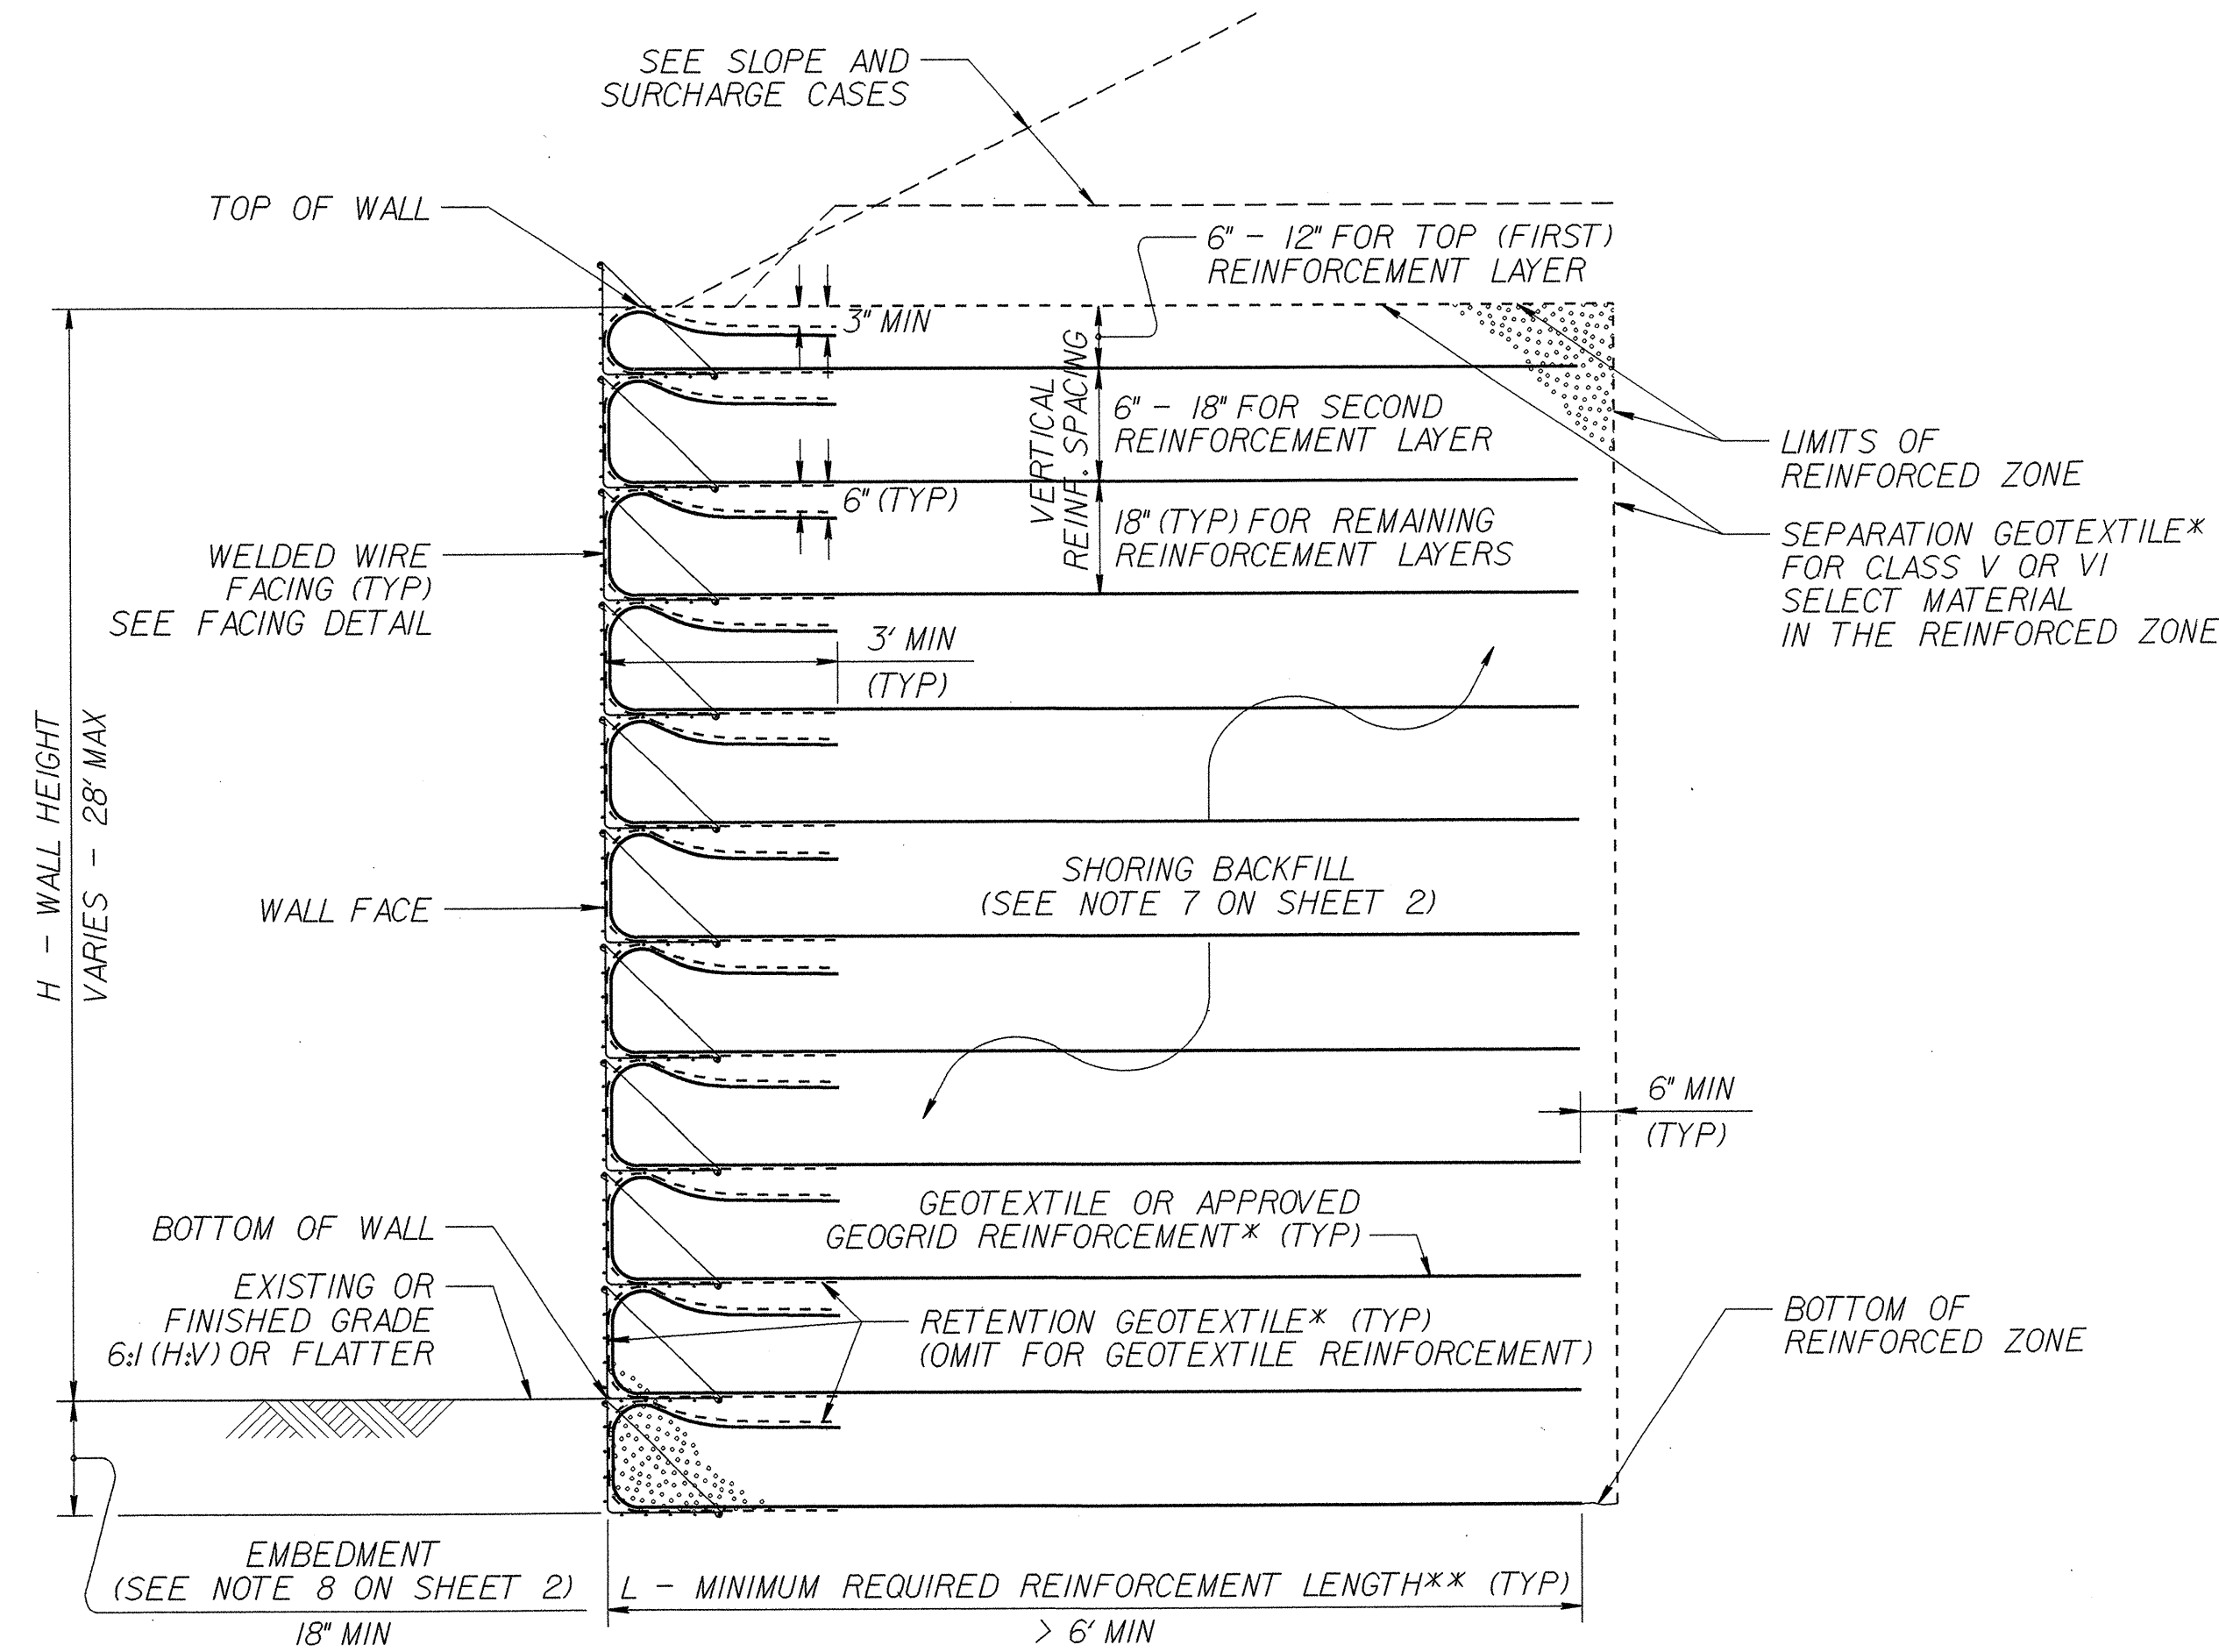 SEE SLOPE AND
SURCHARGE CASES
TOP OF WALL
6" - 12" FOR TOP (FIRST)
REINFORCEMENT LAYER
3" MIN
VERTICAL
REINF. SPACING
6" - 18" FOR SECOND
REINFORCEMENT LAYER
LIMITS OF
REINFORCED ZONE
6" (TYP)
18" (TYP) FOR REMAINING
REINFORCEMENT LAYERS
SEPARATION GEOTEXTILE*
FOR CLASS V OR VI
SELECT MATERIAL
IN THE REINFORCED ZONE
WELDED WIRE
FACING (TYP)
SEE FACING DETAIL
3' MIN
(TYP)
H - WALL HEIGHT
VARIES - 28' MAX
SHORING BACKFILL
(SEE NOTE 7 ON SHEET 2)
WALL FACE
6" MIN
(TYP)
GEOTEXTILE OR APPROVED
GEOGRID REINFORCEMENT* (TYP)
BOTTOM OF WALL
EXISTING OR
FINISHED GRADE
6:1 (H:V) OR FLATTER
RETENTION GEOTEXTILE* (TYP)
(OMIT FOR GEOTEXTILE REINFORCEMENT)
BOTTOM OF
REINFORCED ZONE
EMBEDMENT
(SEE NOTE 8 ON SHEET 2)
18" MIN
L - MINIMUM REQUIRED REINFORCEMENT LENGTH** (TYP)
> 6' MIN